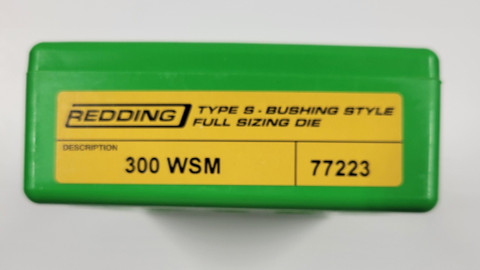 REDDING TYPE S - BUSHING STYLE
FULL SIZING DIE
DESCRIPTION
300 WSM 77223